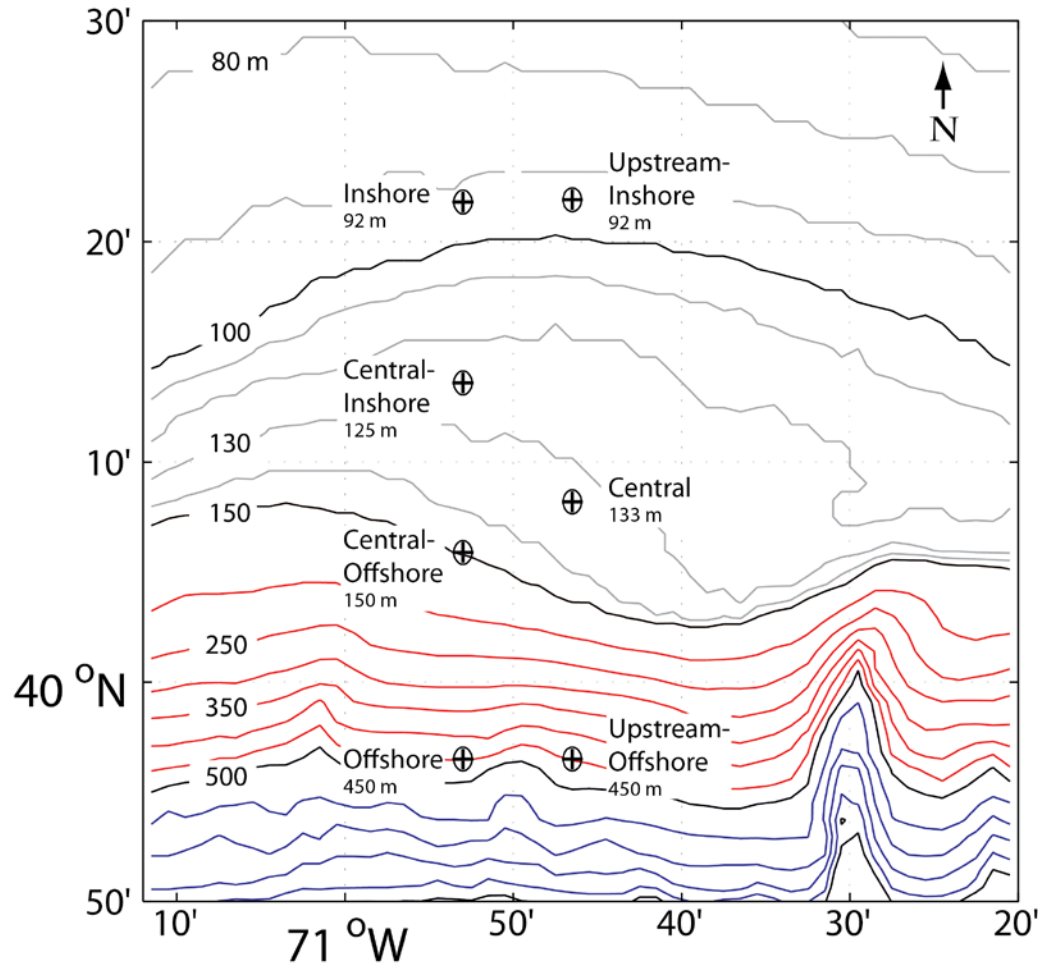 30'
80 m
N
Upstream-
Inshore
92 m
Inshore
92 m
20'
100
Central-
Inshore
125 m
130
10'
Central
133 m
150
Central-
Offshore
150 m
250
40 °N
350
Upstream-
Offshore
450 m
Offshore
450 m
500
50'
10'
71 °W
50'
40'
30'
20'